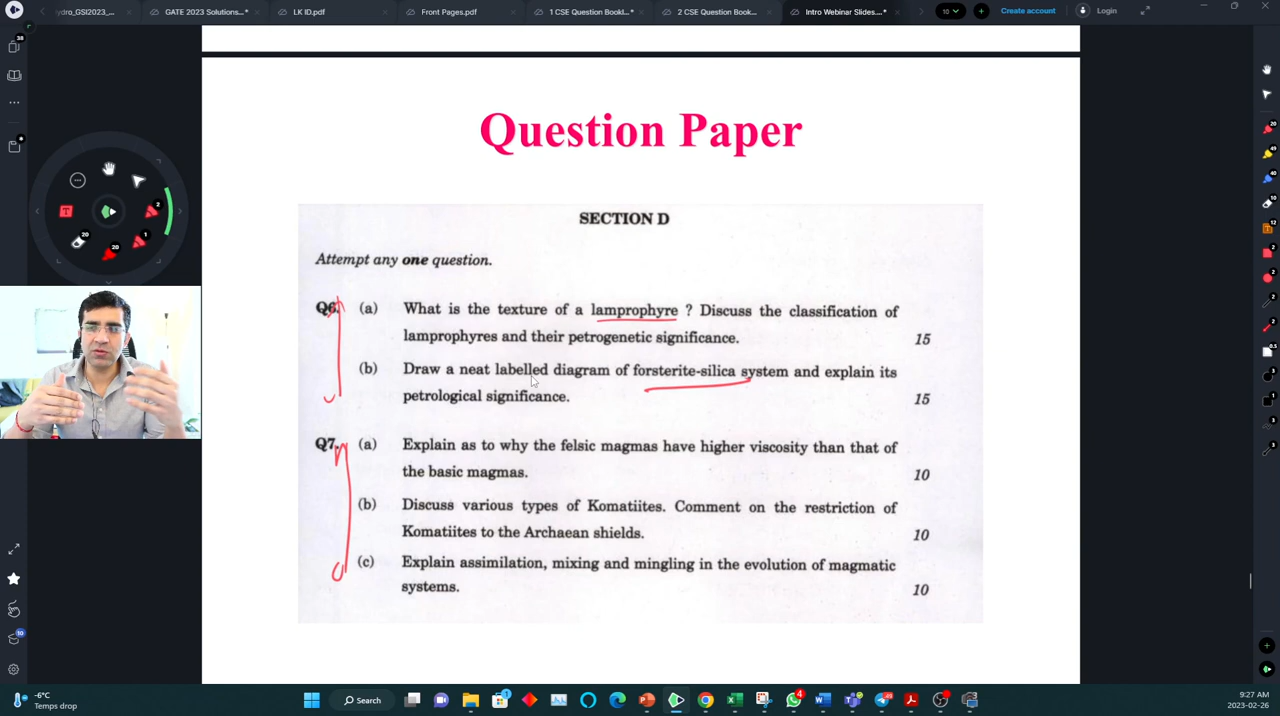 ydro_GSI2023_...
GATE 2023 Solutions...*
LK ID.pdf
Front Pages.pdf
1 CSE Question Bookl...*
2 CSE Question Book...
Intro Webinar Slides....*
10
Create account
Login
38
Question Paper
SECTION D
Attempt any one question.
Q6. (a) What is the texture of a lamprophyre ? Discuss the classification of
lamprophyres and their petrogenetic significance. 15
(b) Draw a neat labelled diagram of forsterite-silica system and explain its
petrological significance. 15
Q7. (a) Explain as to why the felsic magmas have higher viscosity than that of
the basic magmas. 10
(b) Discuss various types of Komatiites. Comment on the restriction of
Komatiites to the Archaean shields. 10
(c) Explain assimilation, mixing and mingling in the evolution of magmatic
systems. 10
-6°C
Temps drop
Search
9:27 AM
2023-02-26